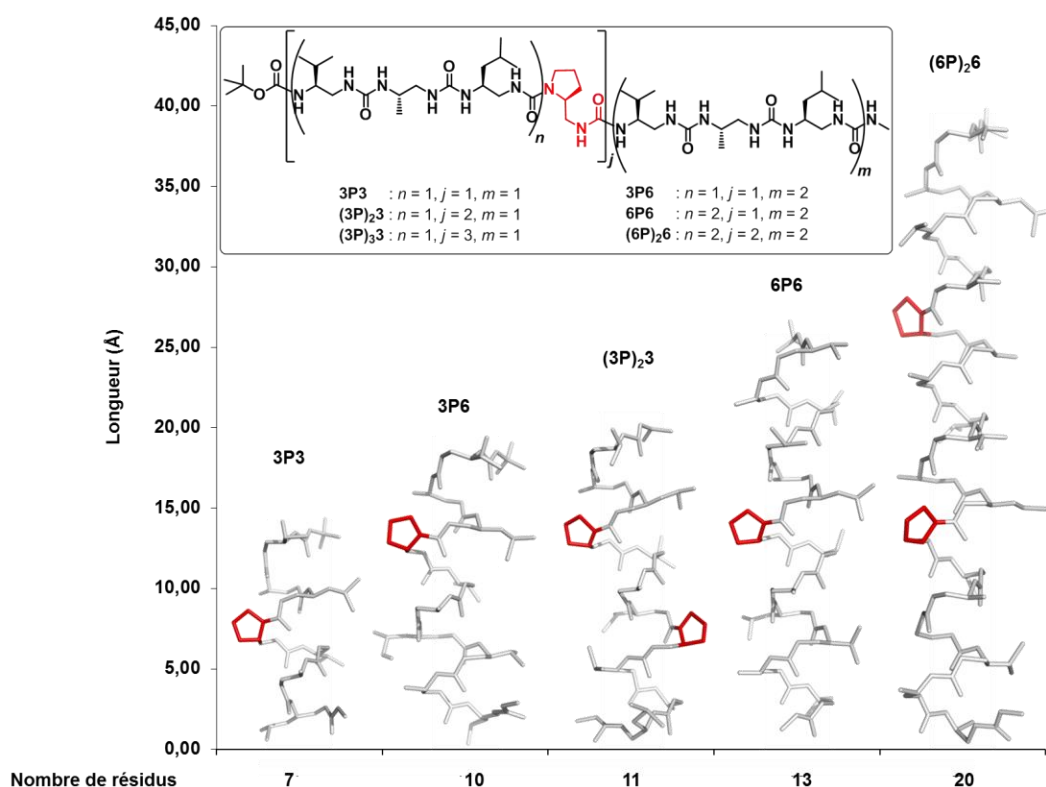 45,00
40,00
35,00
30,00
25,00
20,00
15,00
10,00
5,00
0,00
Longueur (Å)
3P3 : n = 1, j = 1, m = 1
(3P)₂3 : n = 1, j = 2, m = 1
(3P)₃3 : n = 1, j = 3, m = 1
3P6 : n = 1, j = 1, m = 2
6P6 : n = 2, j = 1, m = 2
(6P)₂6 : n = 2, j = 2, m = 2
O
O
N
H
H
N
O
N
H
H
N
O
N
H
H
N
O
N
n
N
H
O
j
N
H
H
N
O
N
H
H
N
O
N
H
H
N
O
m
N
H
3P3
3P6
(3P)₂3
6P6
(6P)₂6
Nombre de résidus 7 10 11 13 20